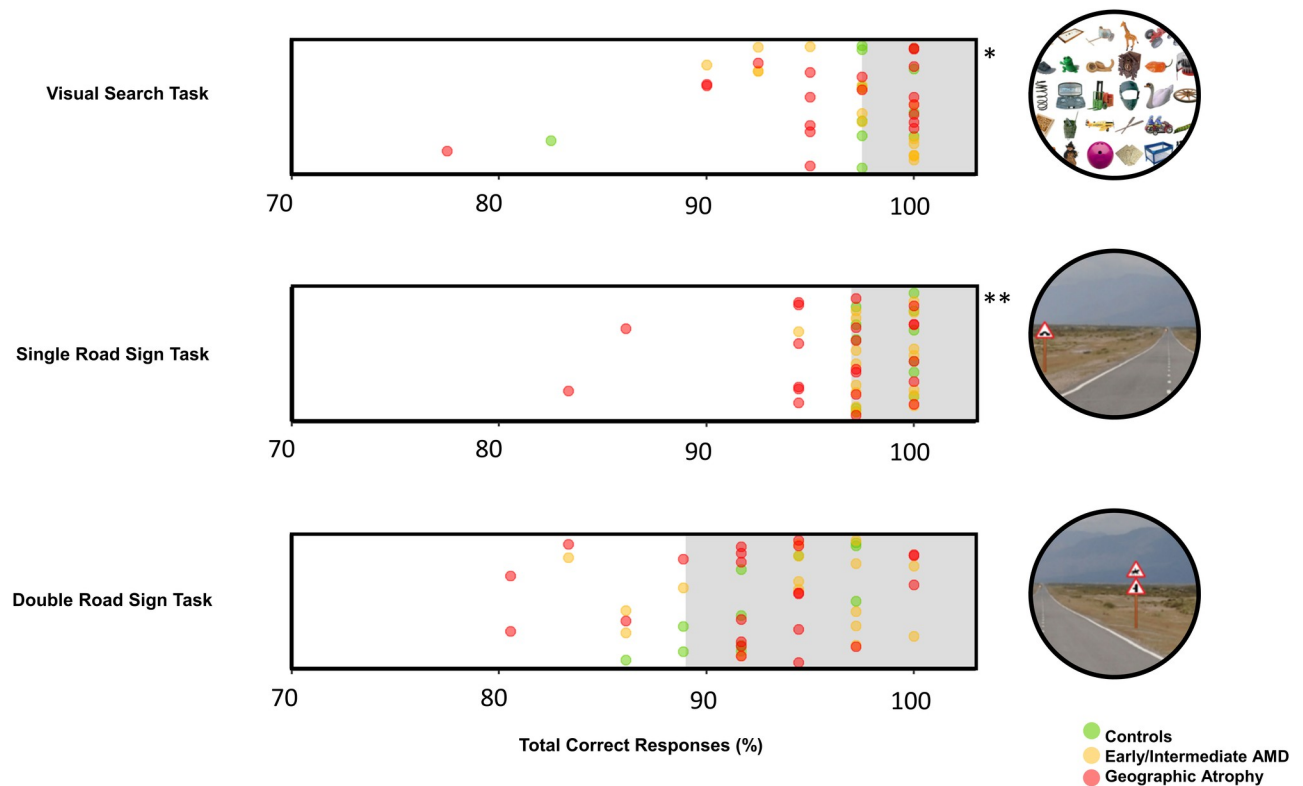 Visual Search Task
*
70 80 90 100
Single Road Sign Task
**
70 80 90 100
Double Road Sign Task
70 80 90 100
Total Correct Responses (%)
Controls
Early/Intermediate AMD
Geographic Atrophy